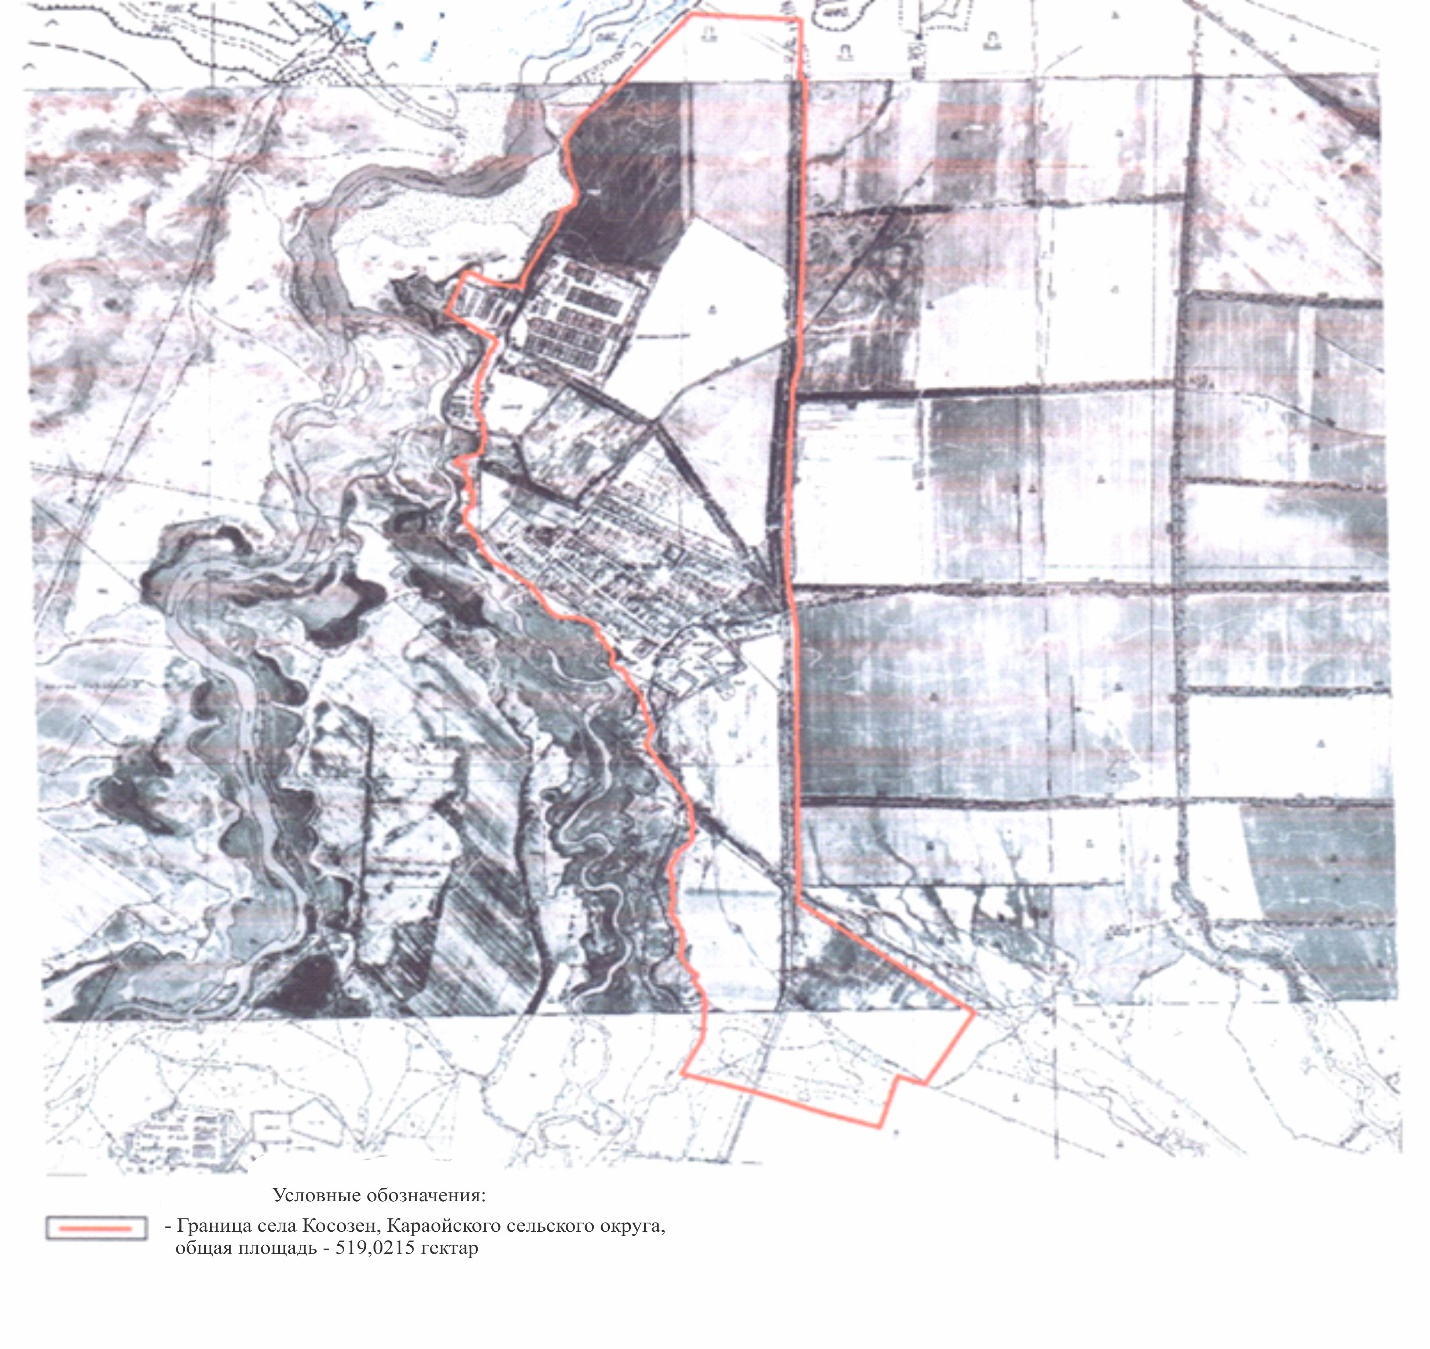 Условные обозначения:
- Граница села Косозен, Караойского сельского округа,
общая площадь - 519,0215 гектар